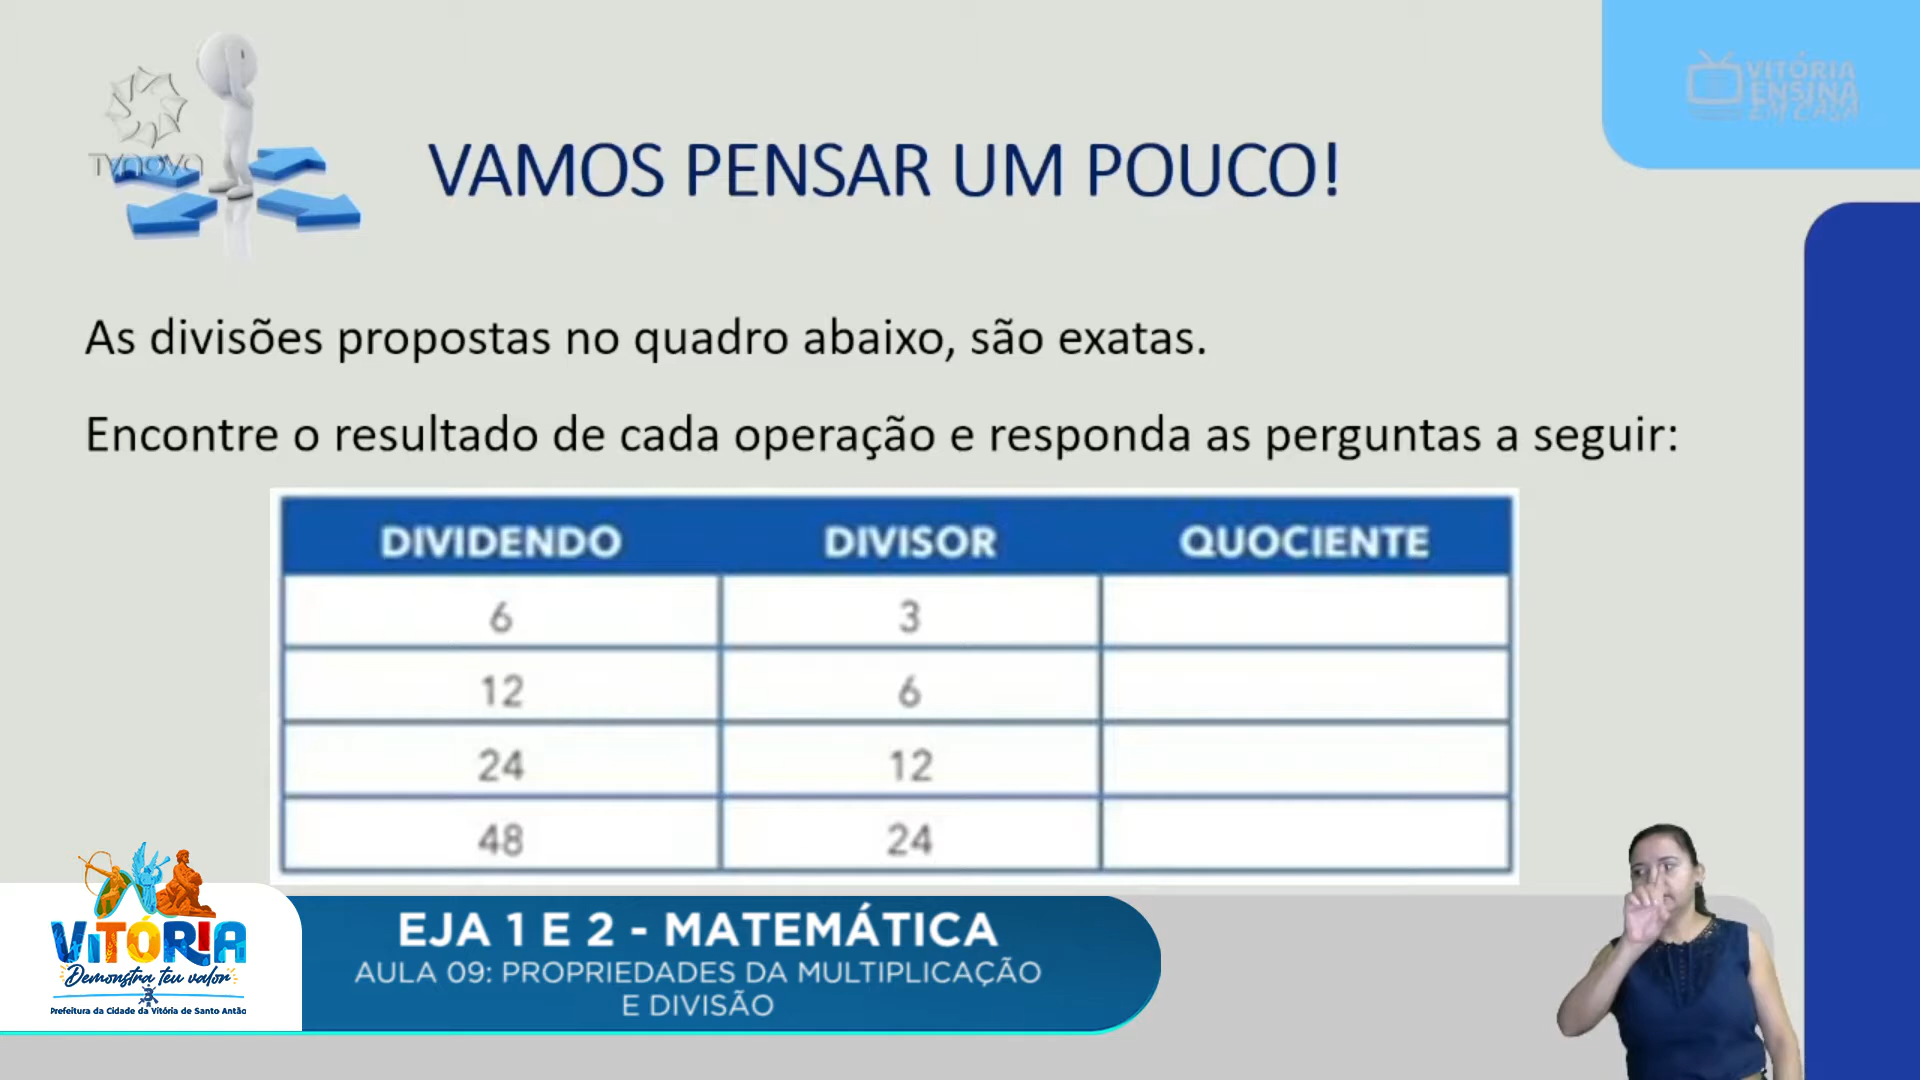 TVNOVA
VITÓRIA
ENSINA
EM CASA
VAMOS PENSAR UM POUCO!
As divisões propostas no quadro abaixo, são exatas.
Encontre o resultado de cada operação e responda as perguntas a seguir:
DIVIDENDO DIVISOR QUOCIENTE
6 3
12 6
24 12
48 24
VITÓRIA
Demonstra teu valor
Prefeitura da Cidade da Vitória de Santo Antão
EJA 1 E 2 - MATEMÁTICA
AULA 09: PROPRIEDADES DA MULTIPLICAÇÃO
E DIVISÃO